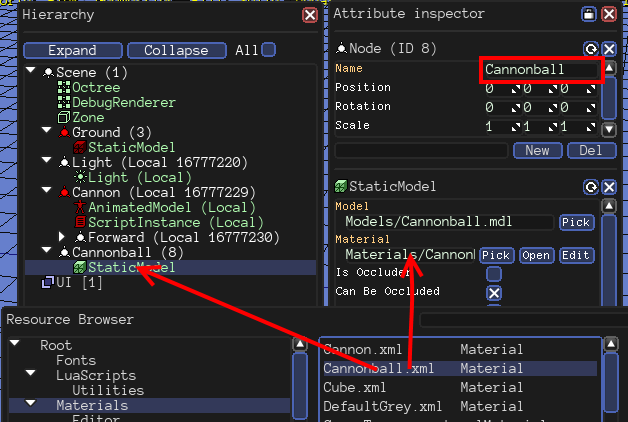 Hierarchy
Expand Collapse All
Scene (1)
Octree
DebugRenderer
Zone
Ground (3)
StaticModel
Light (Local 16777220)
Light (Local)
Cannon (Local 16777229)
AnimatedModel (Local)
ScriptInstance (Local)
Forward (Local 16777230)
Cannonball (8)
StaticModel
UI [1]
Attribute inspector
Node (ID 8)
Name Cannonball
Position 0 0 0
Rotation 0 0 0
Scale 1 1 1
New Del
StaticModel
Model
Models/Cannonball.mdl Pick
Material
Materials/Cannon Pick Open Edit
Is Occluder
Can Be Occluded
Resource Browser
Root
Fonts
LuaScripts
Utilities
Materials
Editor
Cannon.xml Material
Cannonball.xml Material
Cube.xml Material
DefaultGrey.xml Material
Material